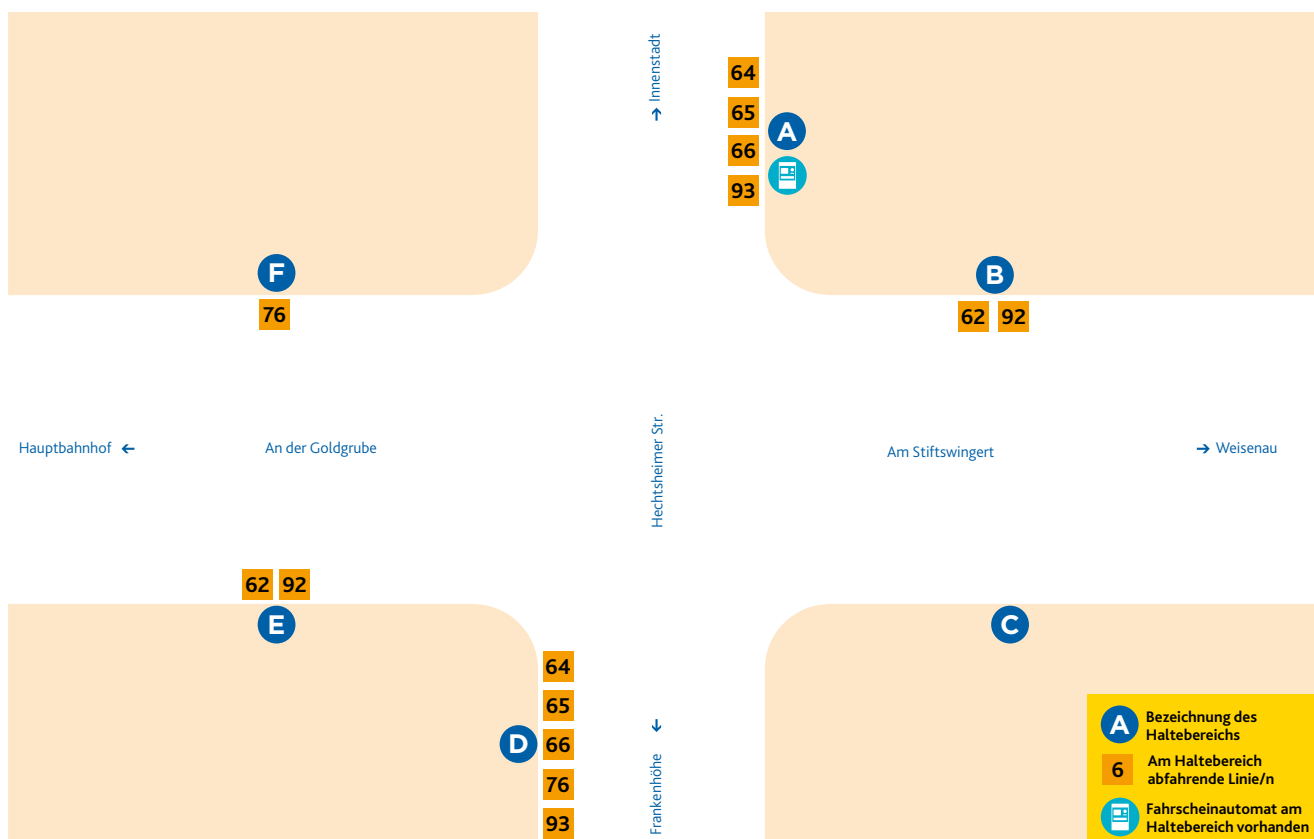 → Innenstadt
64
65
A
66
93
F
76
B
62 92
Hauptbahnhof ←
An der Goldgrube
Hechtsheimer Str.
Am Stiftswingert
→ Weisenau
62 92
E
C
64
65
D
66
76
93
Frankenhöhe →
A Bezeichnung des
Haltebereichs
6 Am Haltebereich
abfahrende Linie/n
Fahrscheinautomat am
Haltebereich vorhanden